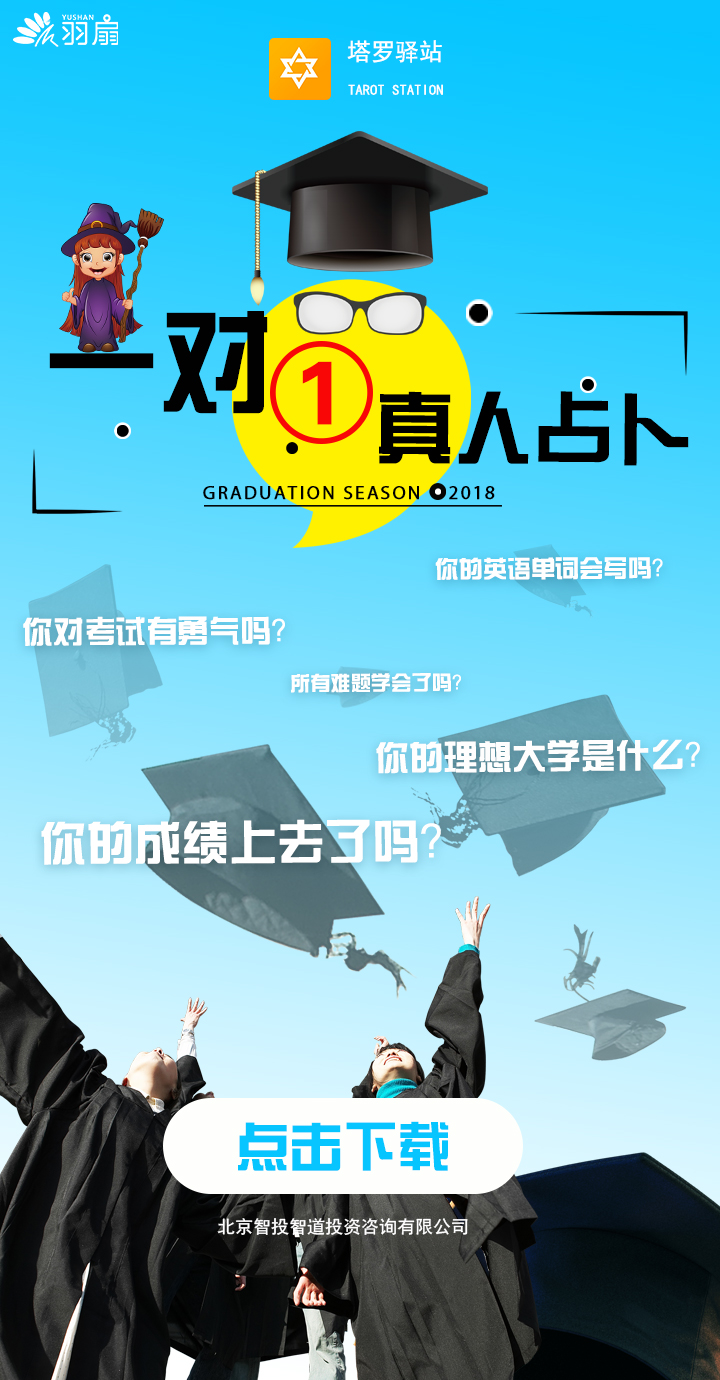 YUSHAN
羽扇
塔罗驿站
TAROT STATION
一对①真人占卜
GRADUATION SEASON 2018
你的英语单词会写吗?
你对考试有勇气吗?
所有难题学会了吗?
你的理想大学是什么?
你的成绩上去了吗?
点击下载
北京智投智道投资咨询有限公司